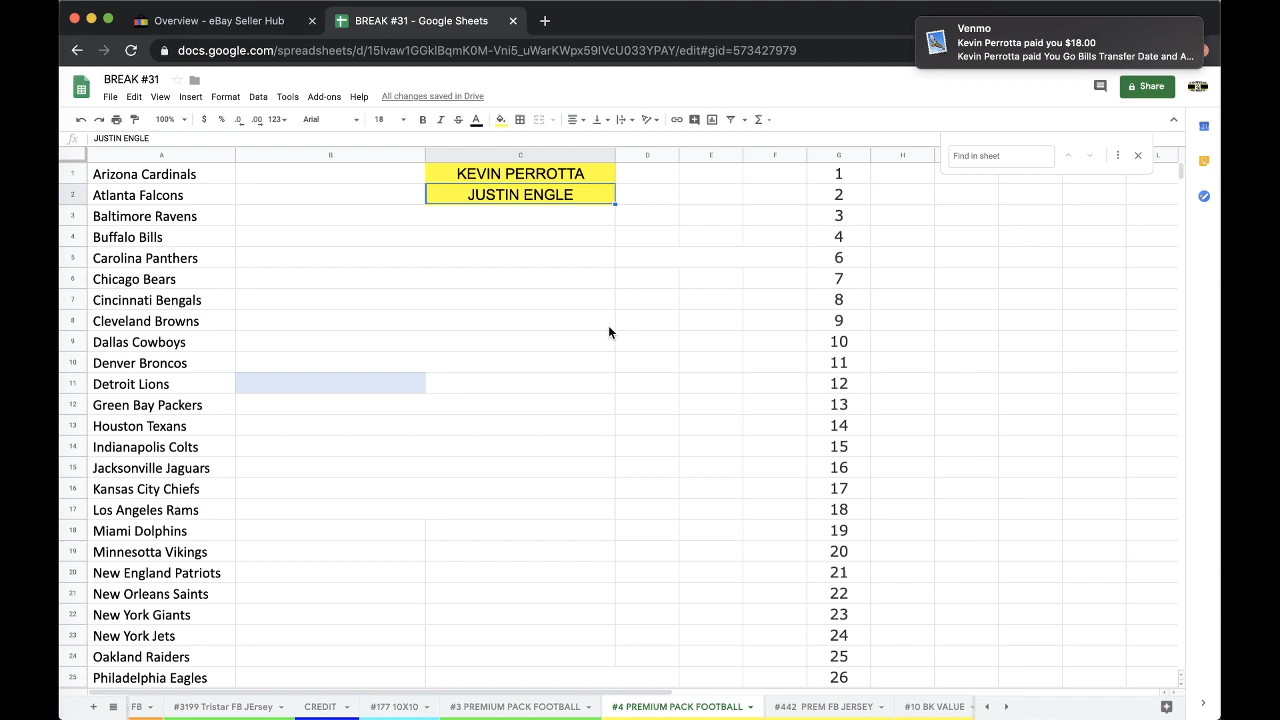 Overview - eBay Seller Hub
BREAK #31 - Google Sheets
docs.google.com/spreadsheets/d/15Ivaw1GGkIBqmK0M-Vni5_uWarKWpx59IVcU033YPAY/edit#gid=573427979
Venmo
Kevin Perrotta paid you $18.00
Kevin Perrotta paid You Go Bills Transfer Date and A...
BREAK #31
File Edit View Insert Format Data Tools Add-ons Help All changes saved in Drive
Share
100% $ % .0 .00 123 Arial 18 B I S A
fx JUSTIN ENGLE
Find in sheet
A B C D E F G H L
1 Arizona Cardinals KEVIN PERROTTA 1
2 Atlanta Falcons JUSTIN ENGLE 2
3 Baltimore Ravens 3
4 Buffalo Bills 4
5 Carolina Panthers 6
6 Chicago Bears 7
7 Cincinnati Bengals 8
8 Cleveland Browns 9
9 Dallas Cowboys 10
10 Denver Broncos 11
11 Detroit Lions 12
12 Green Bay Packers 13
13 Houston Texans 14
14 Indianapolis Colts 15
15 Jacksonville Jaguars 16
16 Kansas City Chiefs 17
17 Los Angeles Rams 18
18 Miami Dolphins 19
19 Minnesotta Vikings 20
20 New England Patriots 21
21 New Orleans Saints 22
22 New York Giants 23
23 New York Jets 24
24 Oakland Raiders 25
25 Philadelphia Eagles 26
FB #3199 Tristar FB JErsey CREDIT #177 10X10 #3 PREMIUM PACK FOOTBALL #4 PREMIUM PACK FOOTBALL #442 PREM FB JERSEY #10 BK VALUE